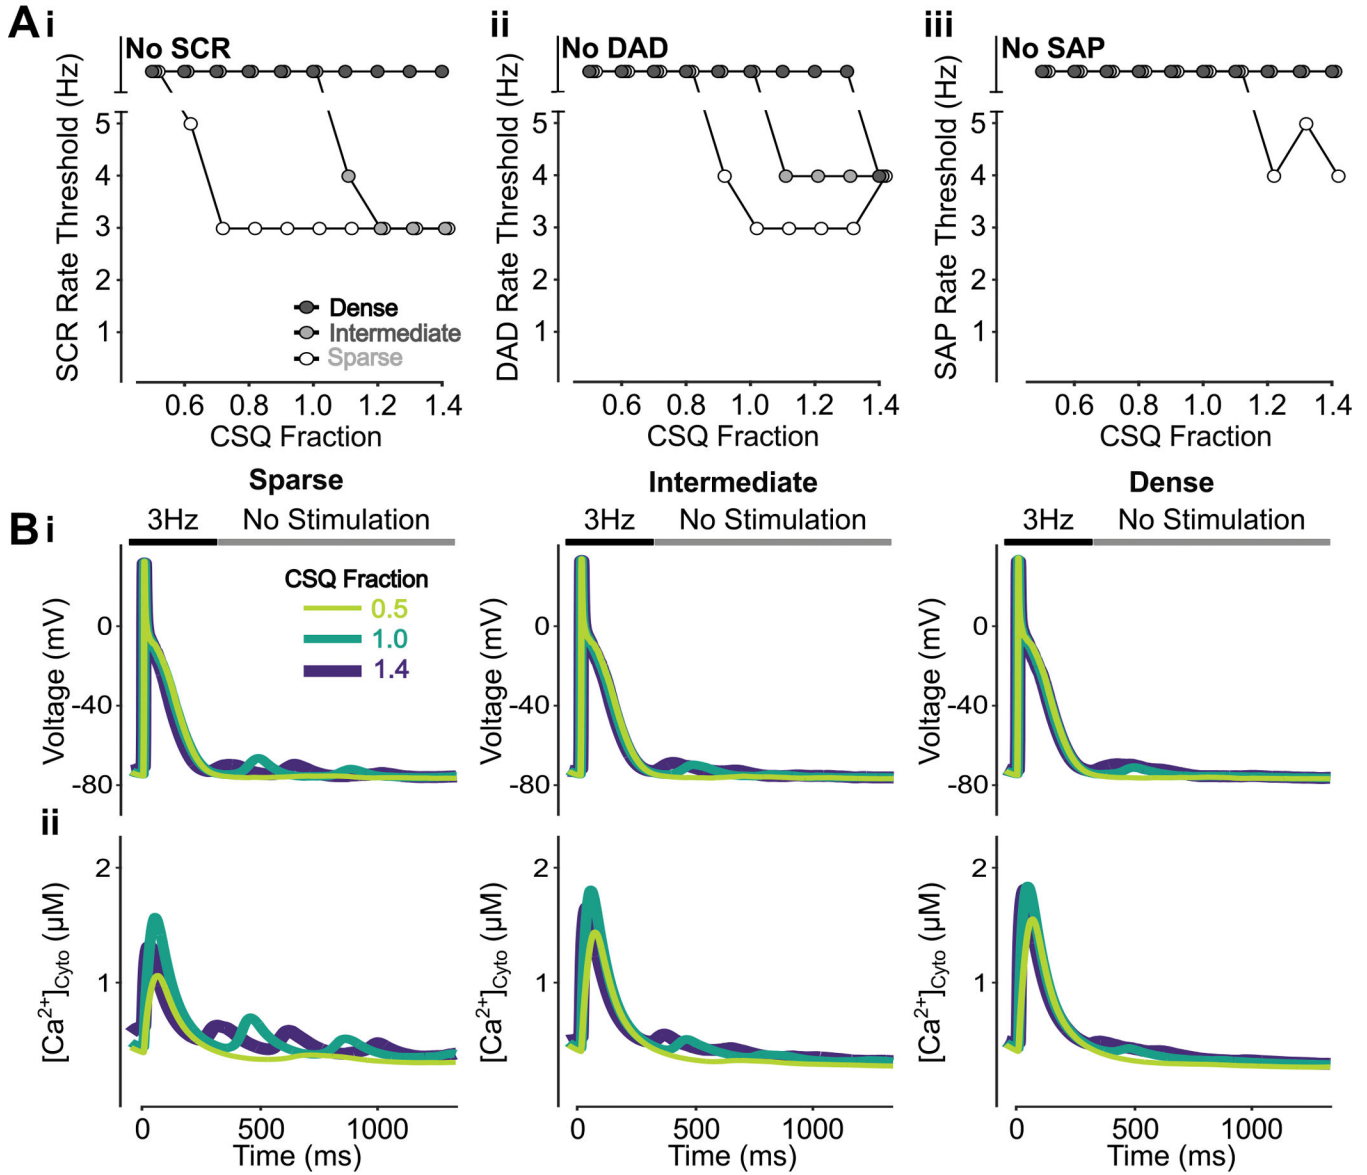 A i
ii
iii
No SCR
No DAD
No SAP
SCR Rate Threshold (Hz)
5
4
3
2
1
0.6 0.8 1.0 1.2 1.4
CSQ Fraction
Dense
Intermediate
Sparse
DAD Rate Threshold (Hz)
5
4
3
2
1
0.6 0.8 1.0 1.2 1.4
CSQ Fraction
SAP Rate Threshold (Hz)
5
4
3
2
1
0.6 0.8 1.0 1.2 1.4
CSQ Fraction
Sparse
Intermediate
Dense
B i
3Hz No Stimulation
3Hz No Stimulation
3Hz No Stimulation
CSQ Fraction
0.5
1.0
1.4
Voltage (mV)
0
-40
-80
Voltage (mV)
0
-40
-80
Voltage (mV)
0
-40
-80
ii
[Ca2+]Cyto (μM)
2
1
0 500 1000
Time (ms)
[Ca2+]Cyto (μM)
2
1
0 500 1000
Time (ms)
[Ca2+]Cyto (μM)
2
1
0 500 1000
Time (ms)